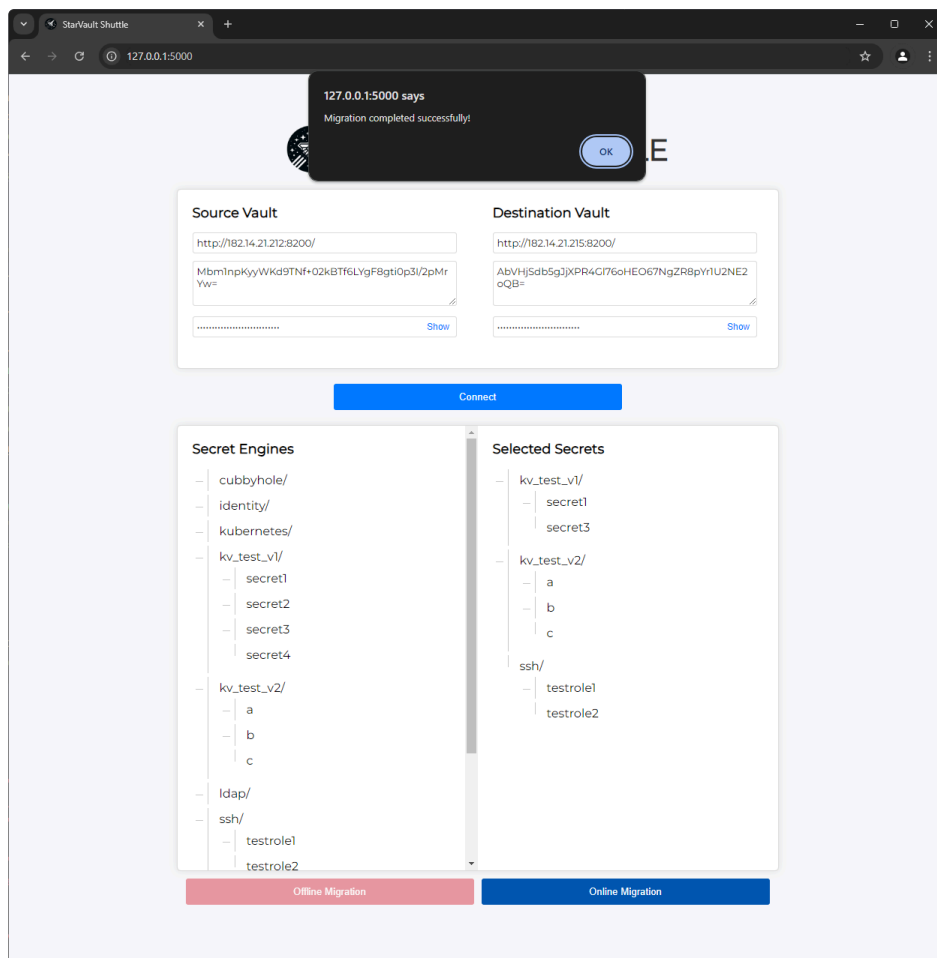 StarVault Shuttle
127.0.0.1:5000
127.0.0.1:5000 says
Migration completed successfully!
OK
E
Source Vault
Destination Vault
http://182.14.21.212:8200/
http://182.14.21.215:8200/
Mbm1npKyyWKd9TNf+02kBTf6LYgF8gti0p3I/2pMr
Yw=
AbVHjSdb5gJjXPR4Gl76oHEO67NgZR8pYr1U2NE2
oQB=
Show
Show
Connect
Secret Engines
cubbyhole/
identity/
kubernetes/
kv_test_v1/
secret1
secret2
secret3
secret4
kv_test_v2/
a
b
c
ldap/
ssh/
testrole1
testrole2
Selected Secrets
kv_test_v1/
secret1
secret3
kv_test_v2/
a
b
c
ssh/
testrole1
testrole2
Offline Migration
Online Migration